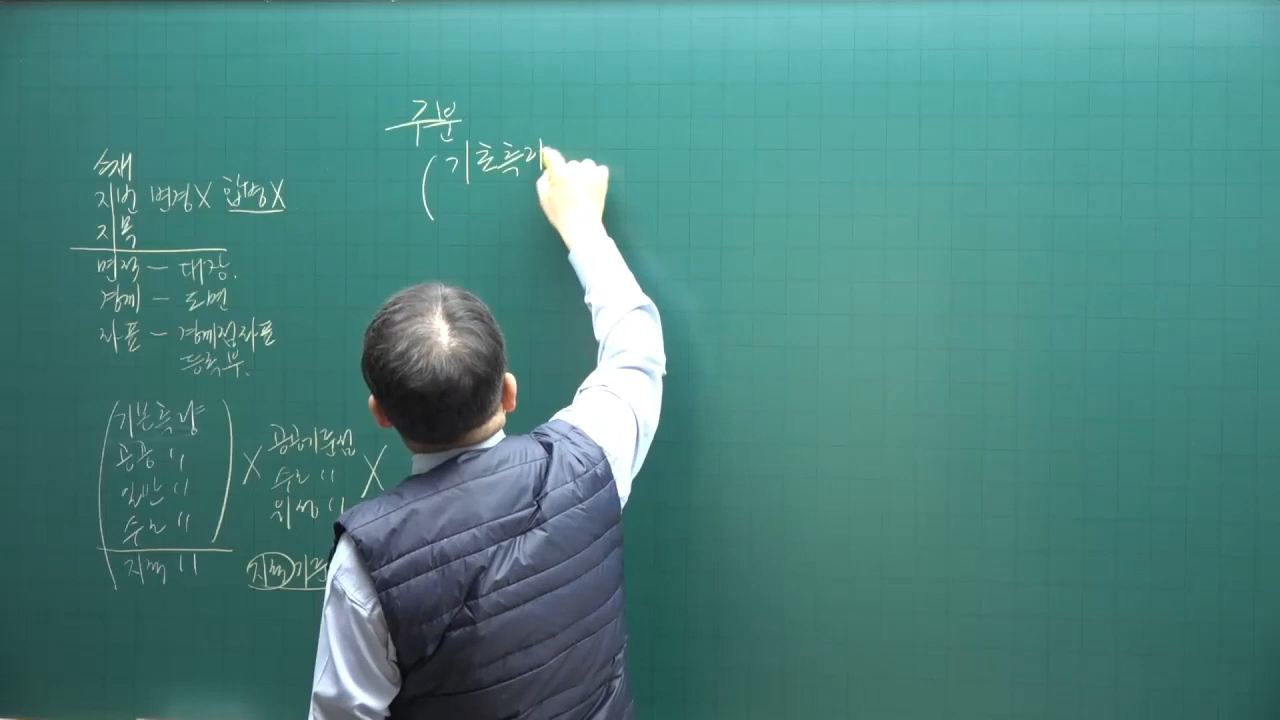 소재
지번 변경X 합병X
지목
면적 - 대장.
경계 - 도면
좌표 - 경계점좌표
등록부.
기본측량
공공 〃
일반 〃
수로 〃
지적 〃
X
공공기준점
수로 〃
위성 〃
X
지적기준
구분
(기초측